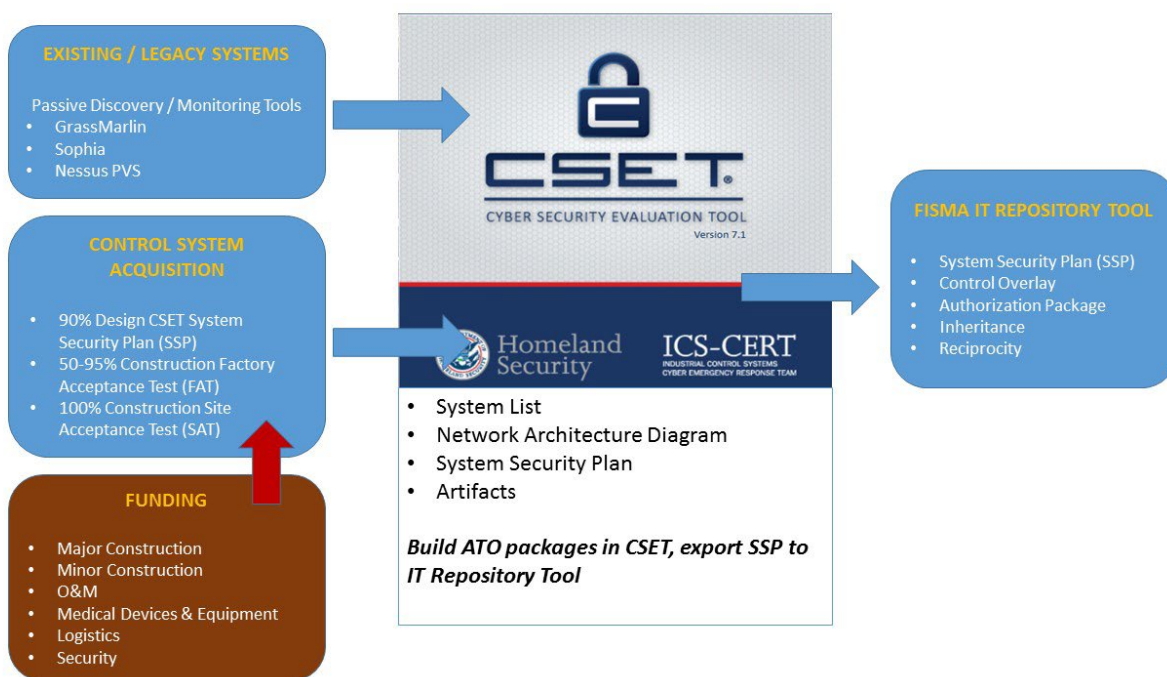 EXISTING / LEGACY SYSTEMS
Passive Discovery / Monitoring Tools
• GrassMarlin
• Sophia
• Nessus PVS
CONTROL SYSTEM
ACQUISITION
• 90% Design CSET System
Security Plan (SSP)
• 50-95% Construction Factory
Acceptance Test (FAT)
• 100% Construction Site
Acceptance Test (SAT)
FUNDING
• Major Construction
• Minor Construction
• O&M
• Medical Devices & Equipment
• Logistics
• Security
C
CSET®
CYBER SECURITY EVALUATION TOOL
Version 7.1
Homeland
Security
ICS-CERT
INDUSTRIAL CONTROL SYSTEMS
CYBER EMERGENCY RESPONSE TEAM
• System List
• Network Architecture Diagram
• System Security Plan
• Artifacts
Build ATO packages in CSET, export SSP to
IT Repository Tool
FISMA IT REPOSITORY TOOL
• System Security Plan (SSP)
• Control Overlay
• Authorization Package
• Inheritance
• Reciprocity